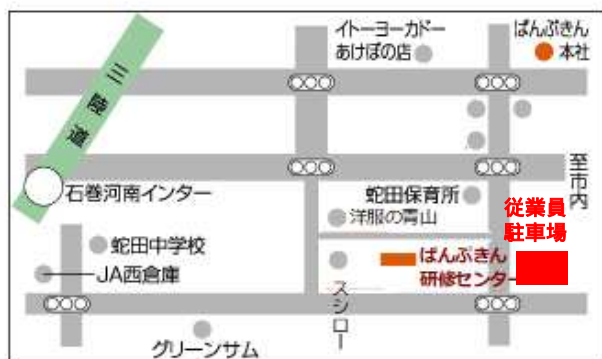 イトーヨーカドー
あけぼの店
ぱんぷきん
本社
三陸道
石巻河南インター
至市内
蛇田保育所
洋服の青山
従業員
駐車場
蛇田中学校
JA西倉庫
ぱんぷきん
研修センター
スシロー
グリーンサム